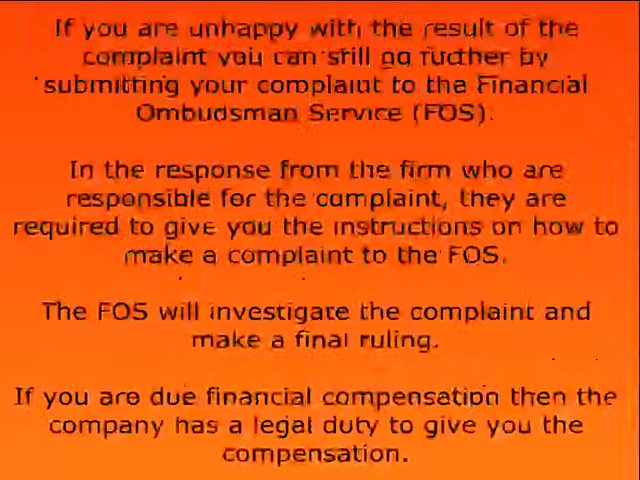 If you are unhappy with the result of the
complaint you can still go further by
submitting your complaint to the Financial
Ombudsman Service (FOS).
In the response from the firm who are
responsible for the complaint, they are
required to give you the instructions on how to
make a complaint to the FOS.
The FOS will investigate the complaint and
make a final ruling.
If you are due financial compensation then the
company has a legal duty to give you the
compensation.